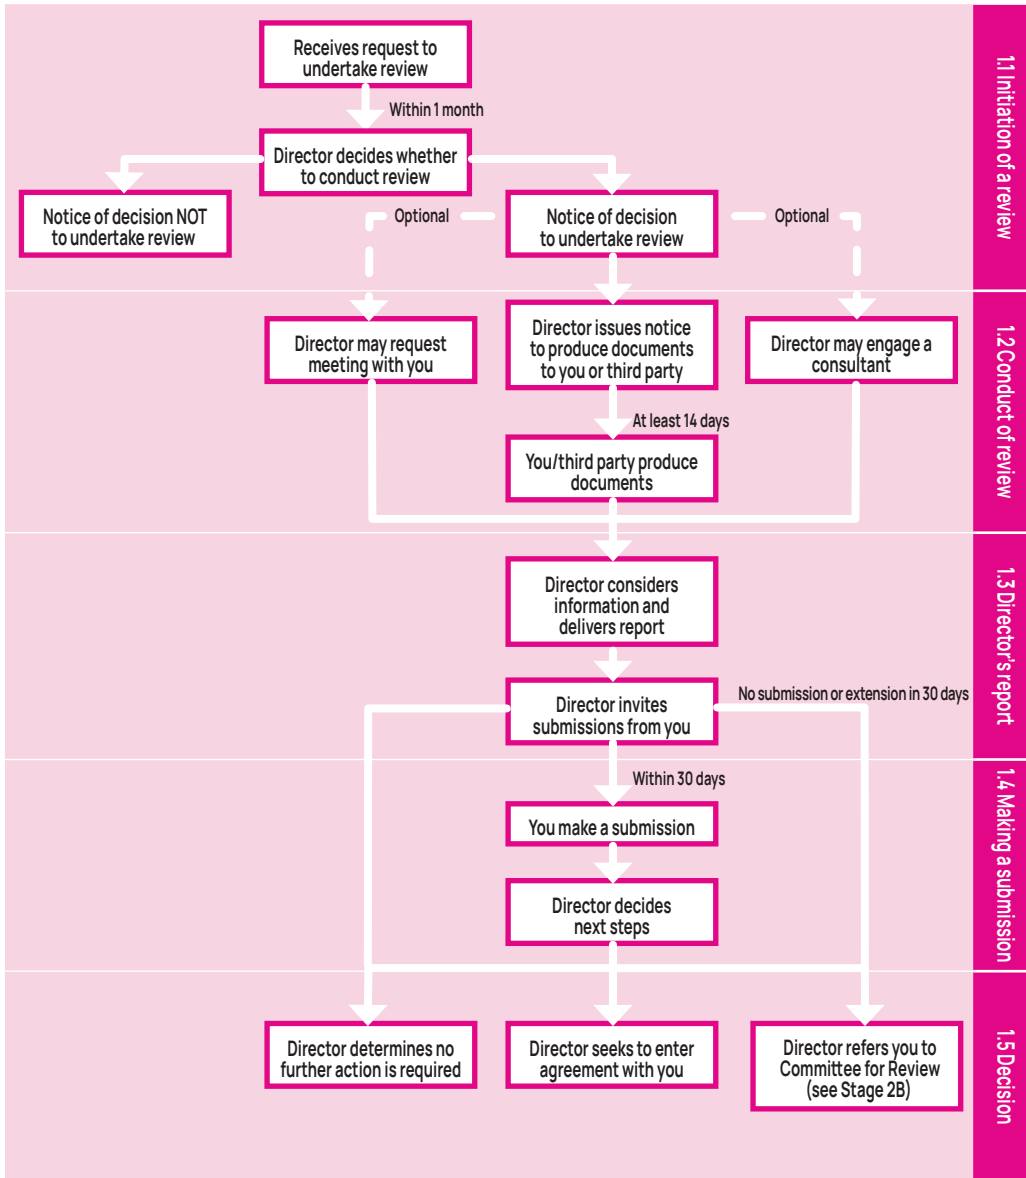 Receives request to
undertake review
Within 1 month
Director decides whether
to conduct review
Notice of decision NOT
to undertake review
Optional
Notice of decision
to undertake review
Optional
1.1 Initiation of a review
Director may request
meeting with you
Director issues notice
to produce documents
to you or third party
Director may engage a
consultant
At least 14 days
You/third party produce
documents
1.2 Conduct of review
Director considers
information and
delivers report
Director invites
submissions from you
No submission or extension in 30 days
1.3 Director's report
Within 30 days
You make a submission
Director decides
next steps
1.4 Making a submission
Director determines no
further action is required
Director seeks to enter
agreement with you
Director refers you to
Committee for Review
(see Stage 2B)
1.5 Decision